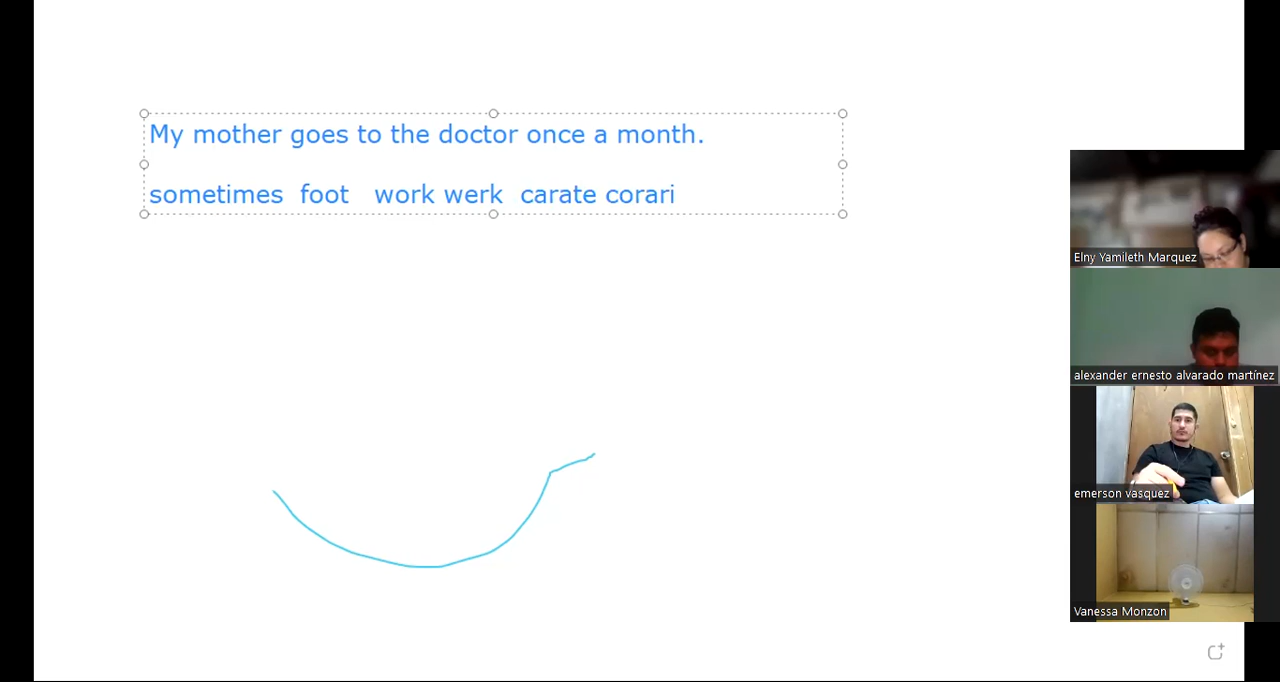 My mother goes to the doctor once a month.
sometimes foot work werk carate corari
Elny Yamileth Marquez
alexander ernesto alvarado martínez
emerson vasquez
Vanessa Monzon